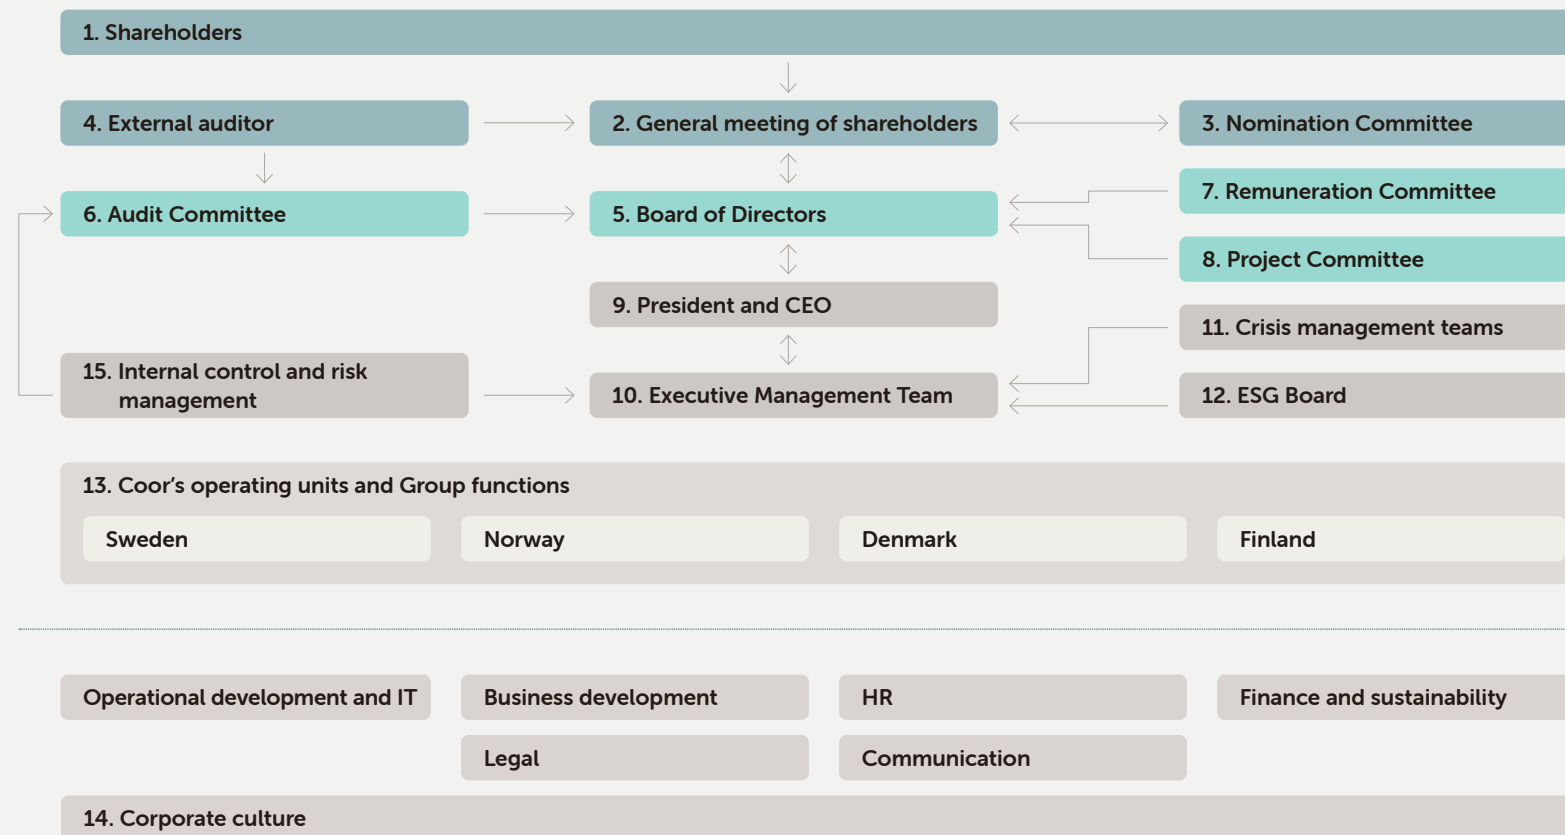 1. Shareholders
4. External auditor
2. General meeting of shareholders
3. Nomination Committee
6. Audit Committee
5. Board of Directors
7. Remuneration Committee
8. Project Committee
9. President and CEO
11. Crisis management teams
15. Internal control and risk
management
10. Executive Management Team
12. ESG Board
13. Coor’s operating units and Group functions
Sweden
Norway
Denmark
Finland
Operational development and IT
Business development
HR
Finance and sustainability
Legal
Communication
14. Corporate culture